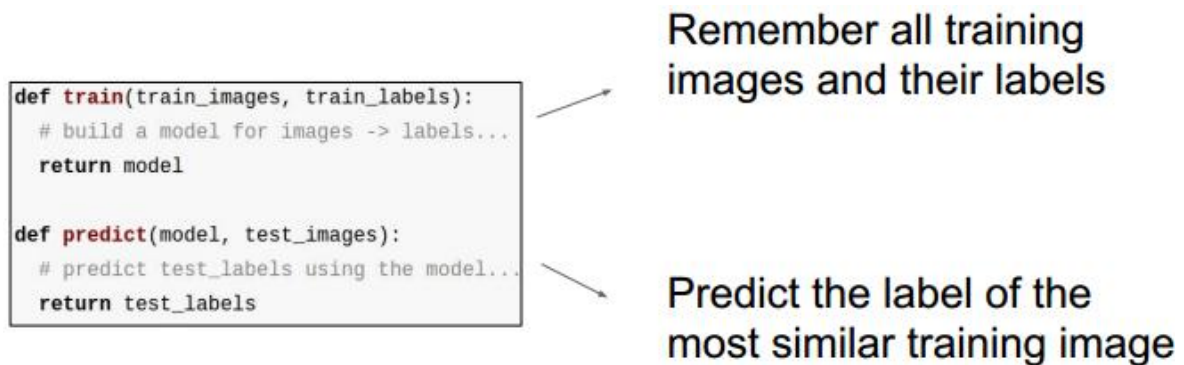 Remember all training
images and their labels
def train(train_images, train_labels):
  # build a model for images -> labels...
  return model
def predict(model, test_images):
  # predict test_labels using the model...
  return test_labels
Predict the label of the
most similar training image